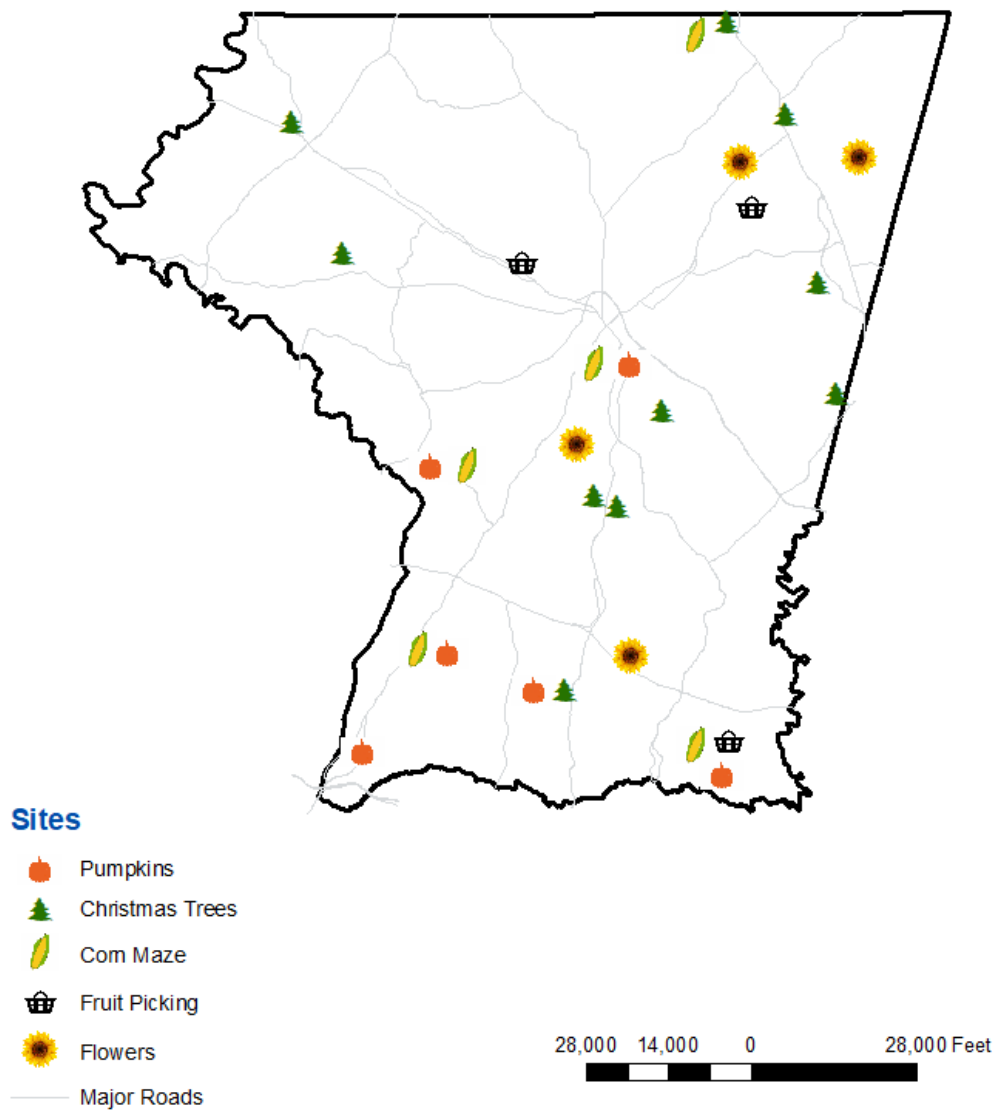 Sites
Pumpkins
Christmas Trees
Corn Maze
Fruit Picking
Flowers
Major Roads
28,000 14,000 0 28,000 Feet